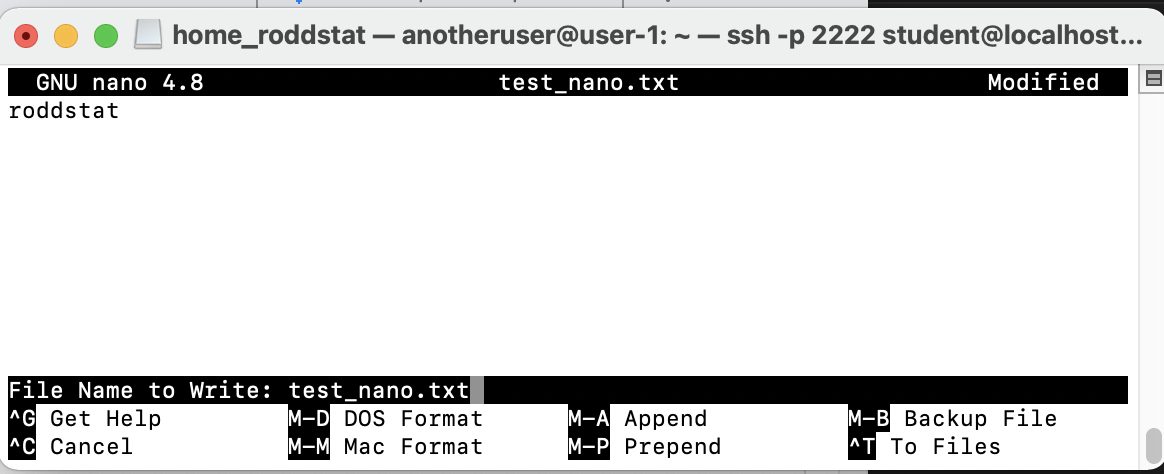 home_roddstat — anotheruser@user-1: ~ — ssh -p 2222 student@localhost...
GNU nano 4.8 test_nano.txt Modified
roddstat
File Name to Write: test_nano.txt
^G Get Help M-D DOS Format M-A Append M-B Backup File
^C Cancel M-M Mac Format M-P Prepend ^T To Files